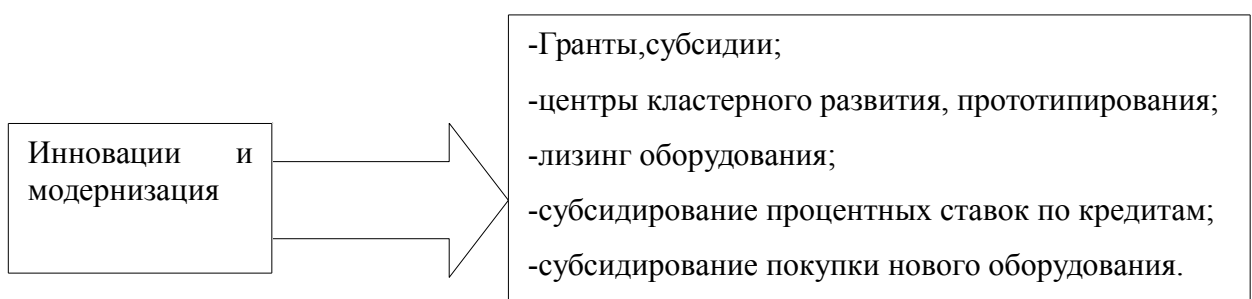 Инновации и
модернизация
-Гранты,субсидии;
-центры кластерного развития, прототипирования;
-лизинг оборудования;
-субсидирование процентных ставок по кредитам;
-субсидирование покупки нового оборудования.